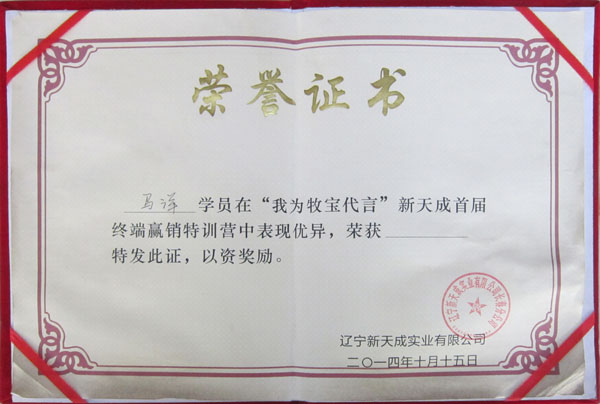 荣誉证书
马洋 学员在“我为牧宝代言”新天成首届
终端赢销特训营中表现优异，荣获
特发此证，以资奖励。
辽宁新天成实业有限公司
二〇一四年十月十五日